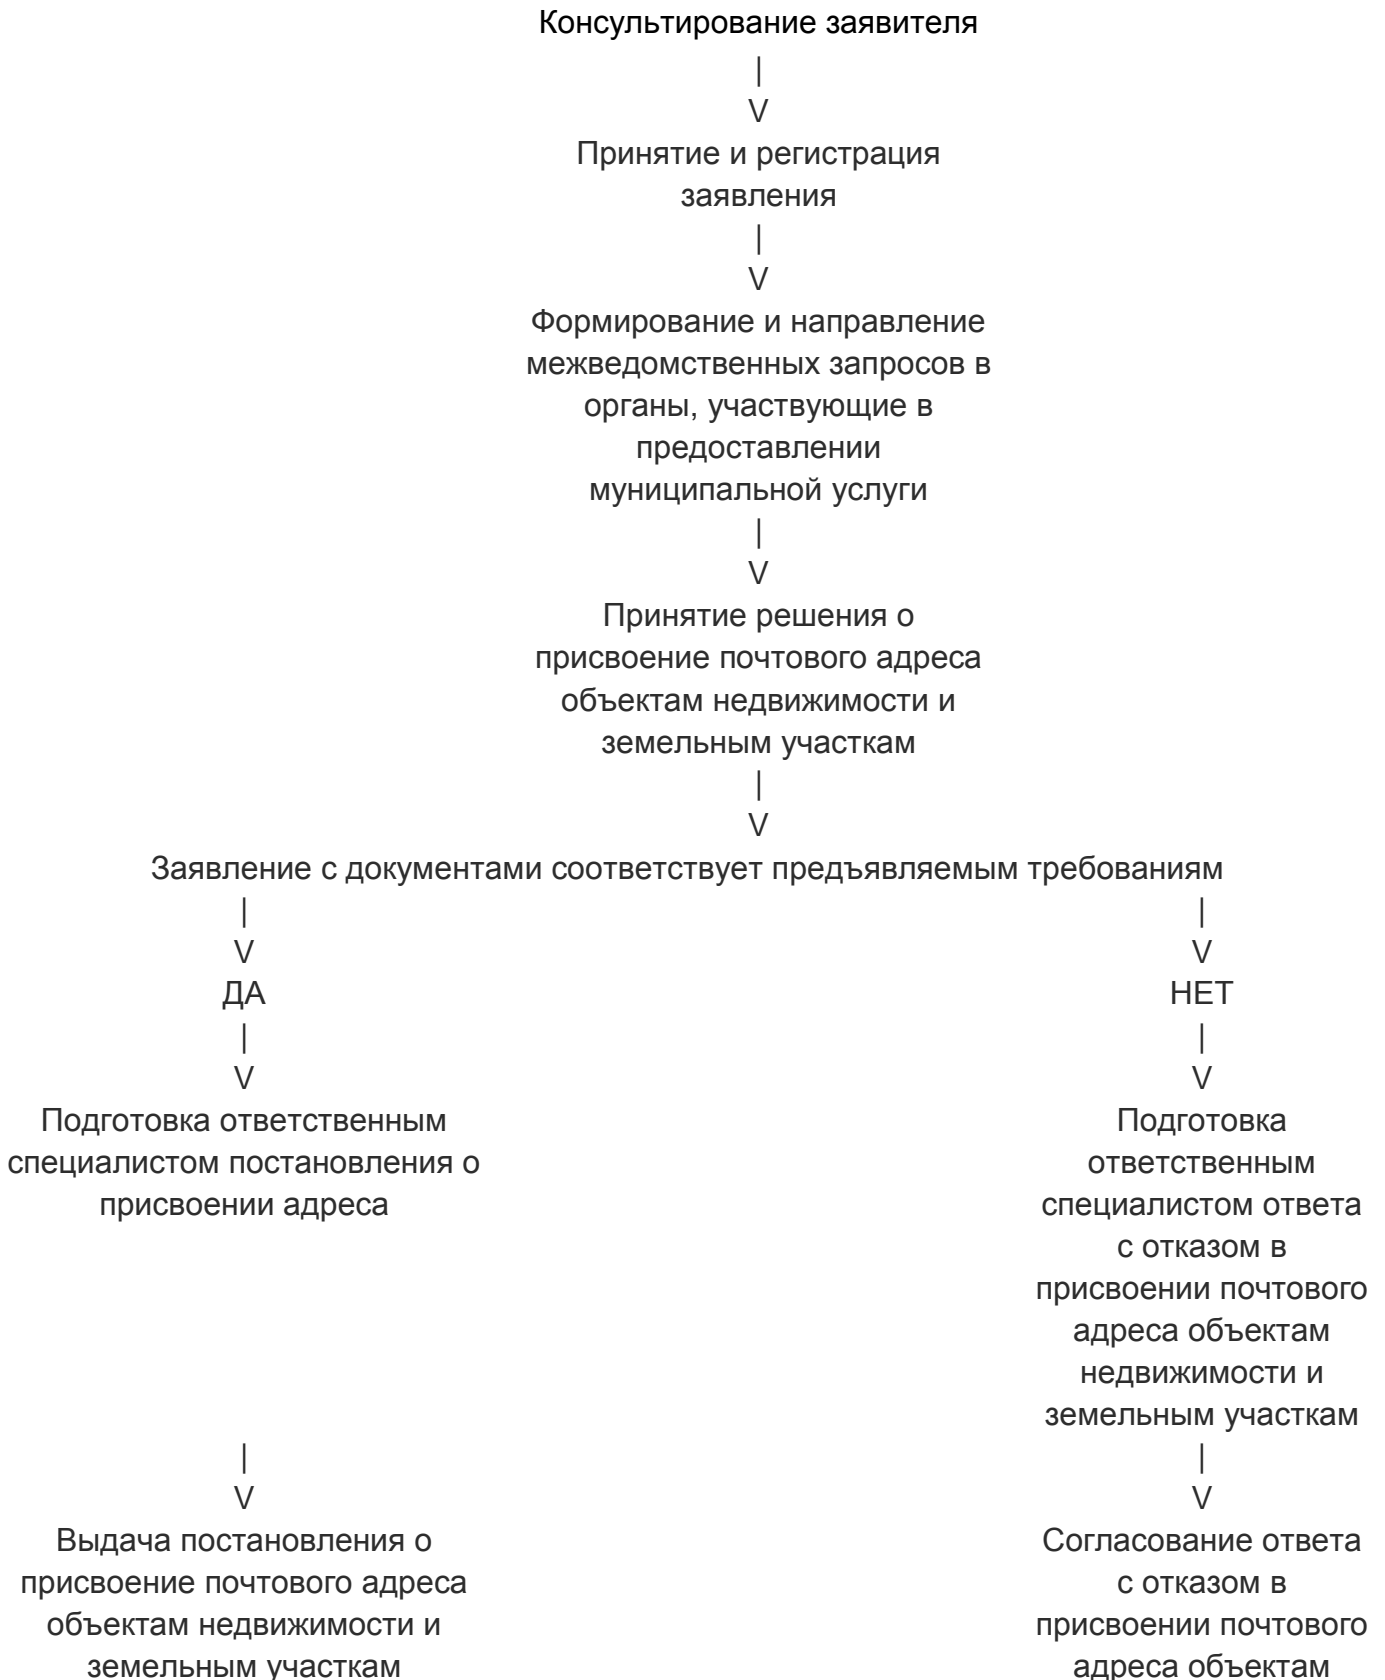 Консультирование заявителя
|
V
Принятие и регистрация
заявления
|
V
Формирование и направление
межведомственных запросов в
органы, участвующие в
предоставлении
муниципальной услуги
|
V
Принятие решения о
присвоение почтового адреса
объектам недвижимости и
земельным участкам
|
V
Заявление с документами соответствует предъявляемым требованиям
|
V
ДА
|
V
Подготовка ответственным
специалистом постановления о
присвоении адреса
|
V
Выдача постановления о
присвоение почтового адреса
объектам недвижимости и
земельным участкам
|
V
НЕТ
|
V
Подготовка
ответственным
специалистом ответа
с отказом в
присвоении почтового
адреса объектам
недвижимости и
земельным участкам
|
V
Согласование ответа
с отказом в
присвоении почтового
адреса объектам